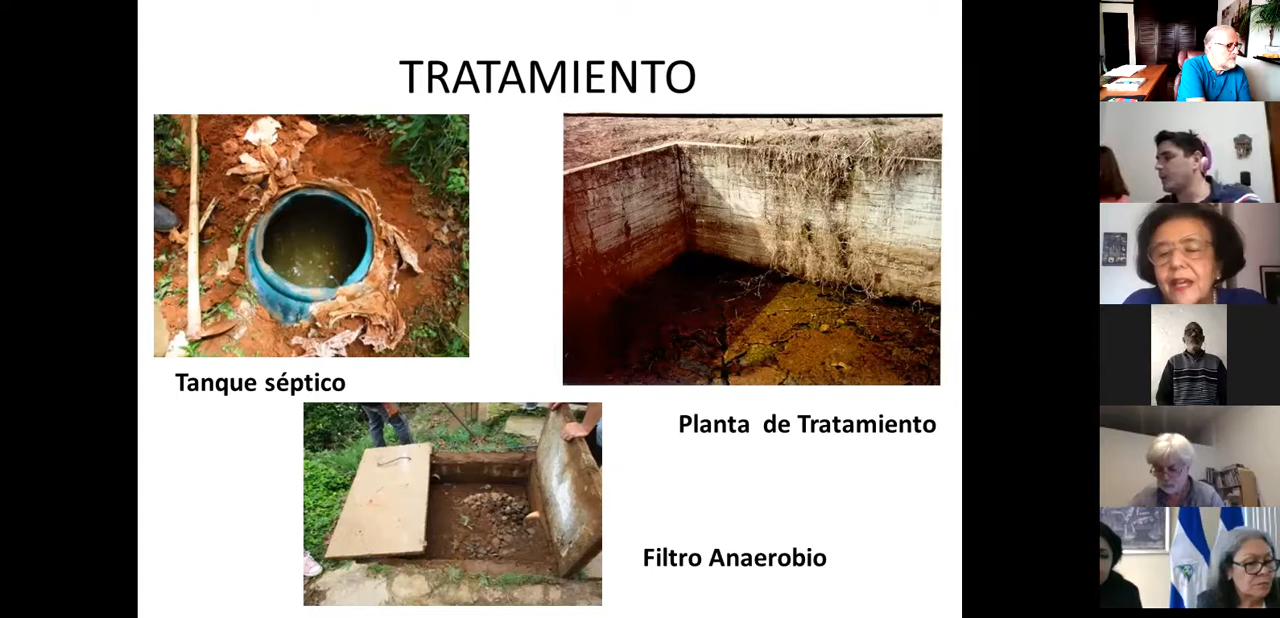 TRATAMIENTO
Tanque séptico
Planta de Tratamiento
Filtro Anaerobio